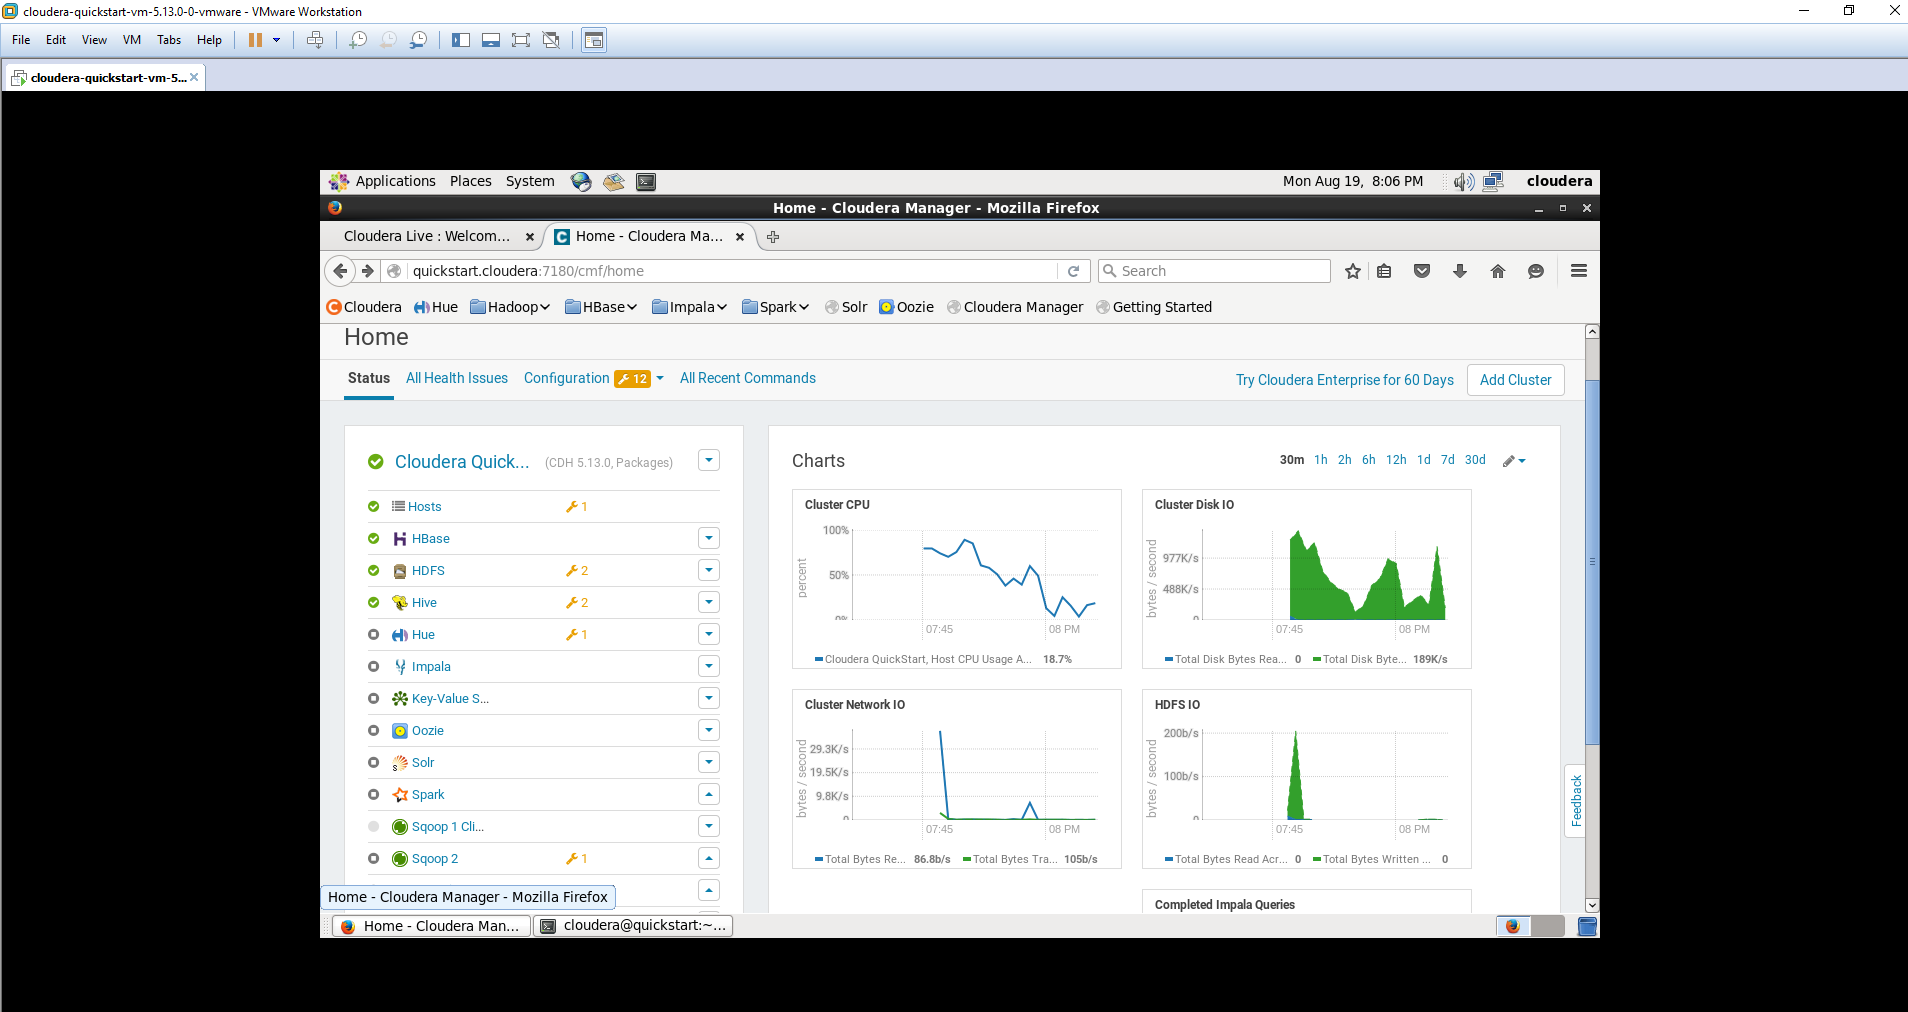 cloudera-quickstart-vm-5.13.0-0-vmware - VMware Workstation
File Edit View VM Tabs Help
cloudera-quickstart-vm-5...
Applications Places System Mon Aug 19, 8:06 PM cloudera
Home - Cloudera Manager - Mozilla Firefox
Cloudera Live : Welcom... Home - Cloudera Ma...
quickstart.cloudera:7180/cmf/home Search
Cloudera Hue Hadoop HBase Impala Spark Solr Oozie Cloudera Manager Getting Started
Home
Status All Health Issues Configuration 12 All Recent Commands Try Cloudera Enterprise for 60 Days Add Cluster
Cloudera Quick... (CDH 5.13.0, Packages)
Hosts 1
HBase
HDFS 2
Hive 2
Hue 1
Impala
Key-Value S...
Oozie
Solr
Spark
Sqoop 1 Cli...
Sqoop 2 1
Charts 30m 1h 2h 6h 12h 1d 7d 30d
Cluster CPU
percent
100%
50%
0%
07:45 08 PM
Cloudera QuickStart, Host CPU Usage A... 18.7%
Cluster Disk IO
bytes / second
977K/s
488K/s
0
07:45 08 PM
Total Disk Bytes Rea... 0 Total Disk Byte... 189K/s
Cluster Network IO
bytes / second
29.3K/s
19.5K/s
9.8K/s
0
07:45 08 PM
Total Bytes Re... 86.8b/s Total Bytes Tra... 105b/s
HDFS IO
bytes / second
200b/s
100b/s
0
07:45 08 PM
Total Bytes Read Acr... 0 Total Bytes Written ... 0
Completed Impala Queries
Feedback
Home - Cloudera Manager - Mozilla Firefox
Home - Cloudera Man... cloudera@quickstart:~...